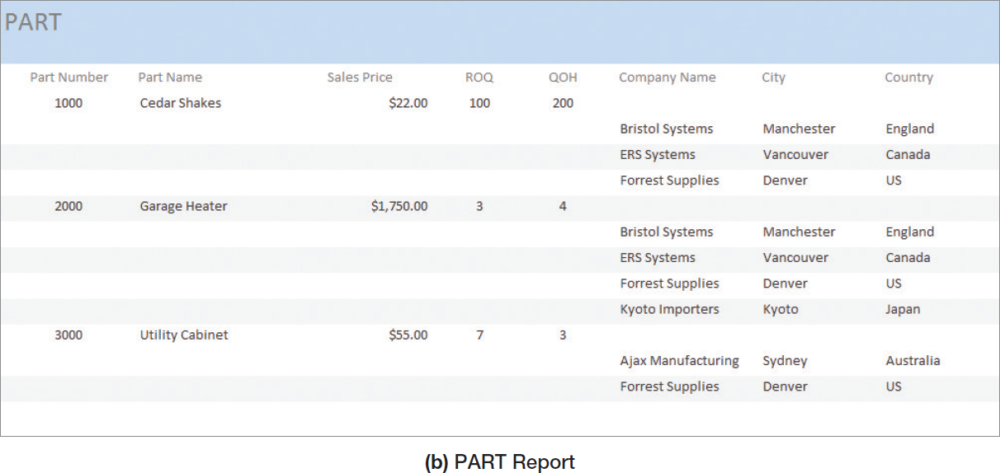 PART
Part Number Part Name Sales Price ROQ QOH Company Name City Country
1000 Cedar Shakes $22.00 100 200
Bristol Systems Manchester England
ERS Systems Vancouver Canada
Forrest Supplies Denver US
2000 Garage Heater $1,750.00 3 4
Bristol Systems Manchester England
ERS Systems Vancouver Canada
Forrest Supplies Denver US
Kyoto Importers Kyoto Japan
3000 Utility Cabinet $55.00 7 3
Ajax Manufacturing Sydney Australia
Forrest Supplies Denver US
(b) PART Report